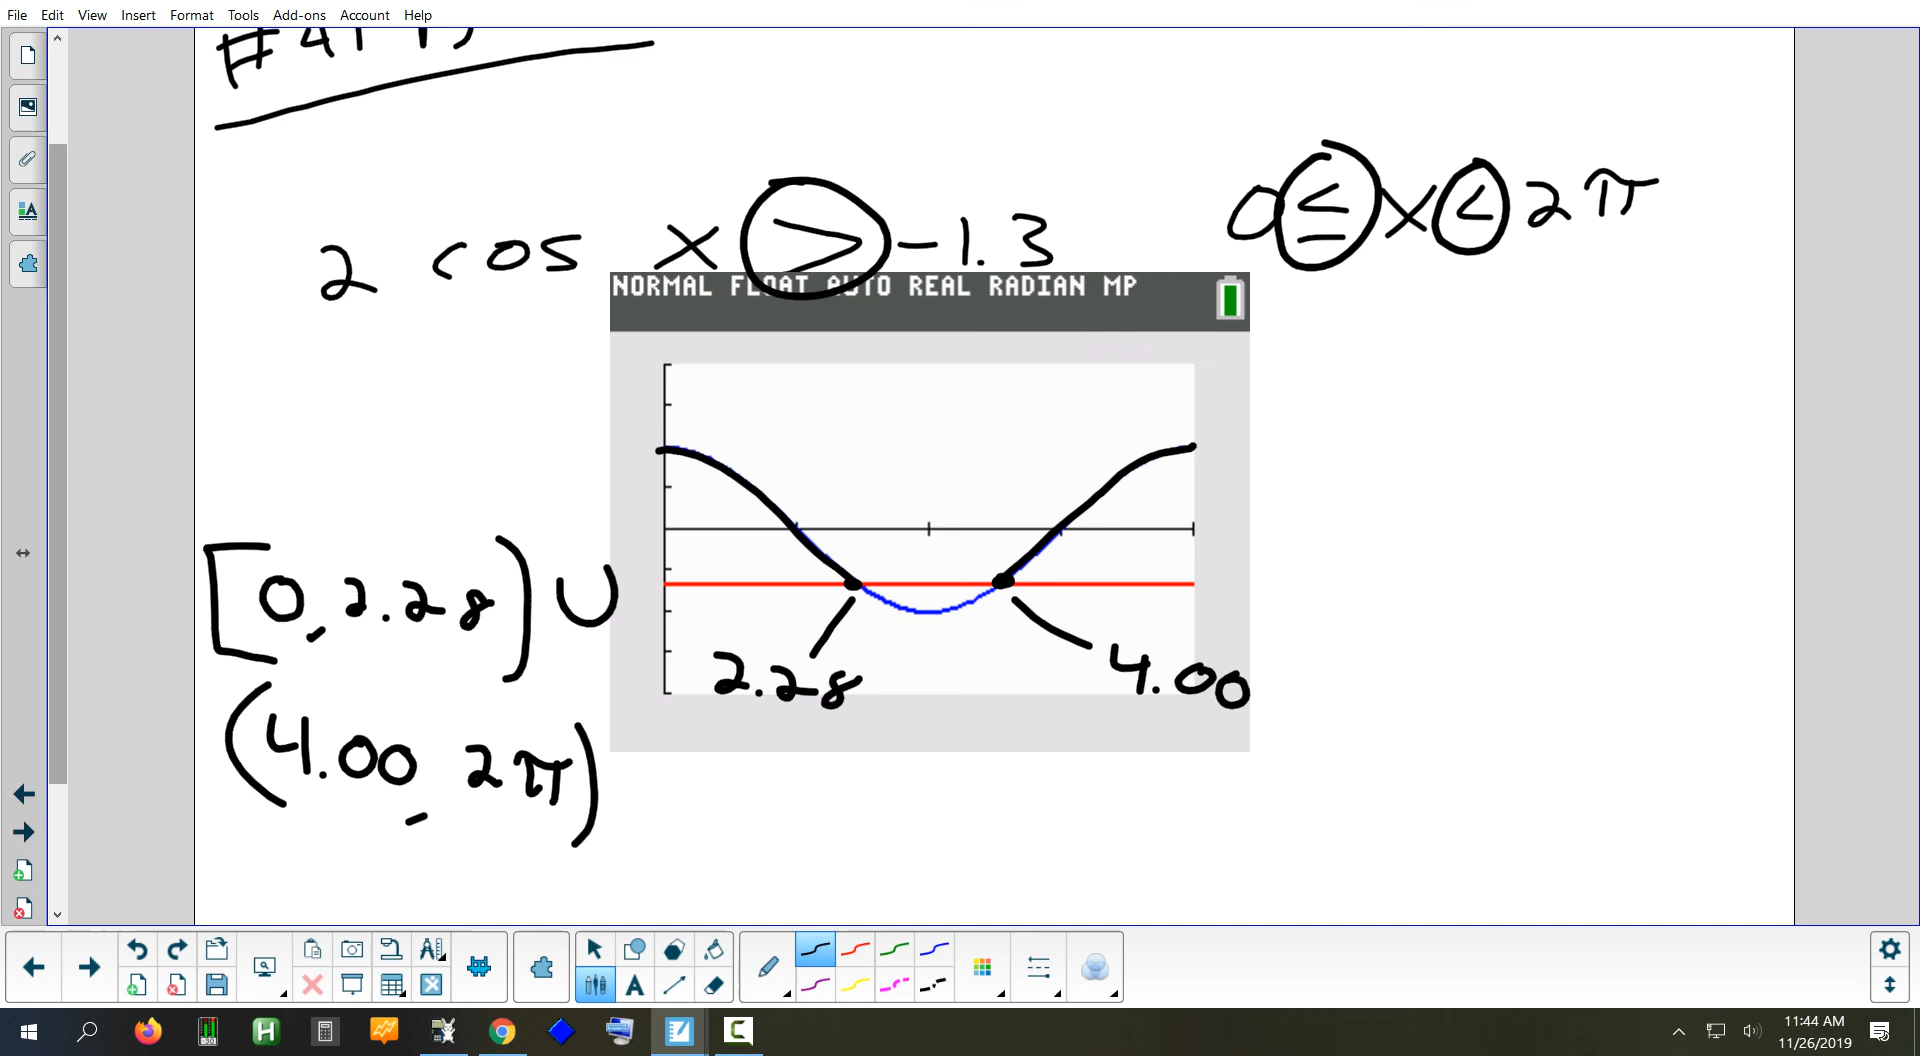 File Edit View Insert Format Tools Add-ons Account Help
2 cos x > -1.3
0 ≤ x < 2π
NORMAL FLOAT AUTO REAL RADIAN MP
[0, 2.28) ∪
(4.00, 2π)
2.28
4.00
A
A
11:44 AM
11/26/2019